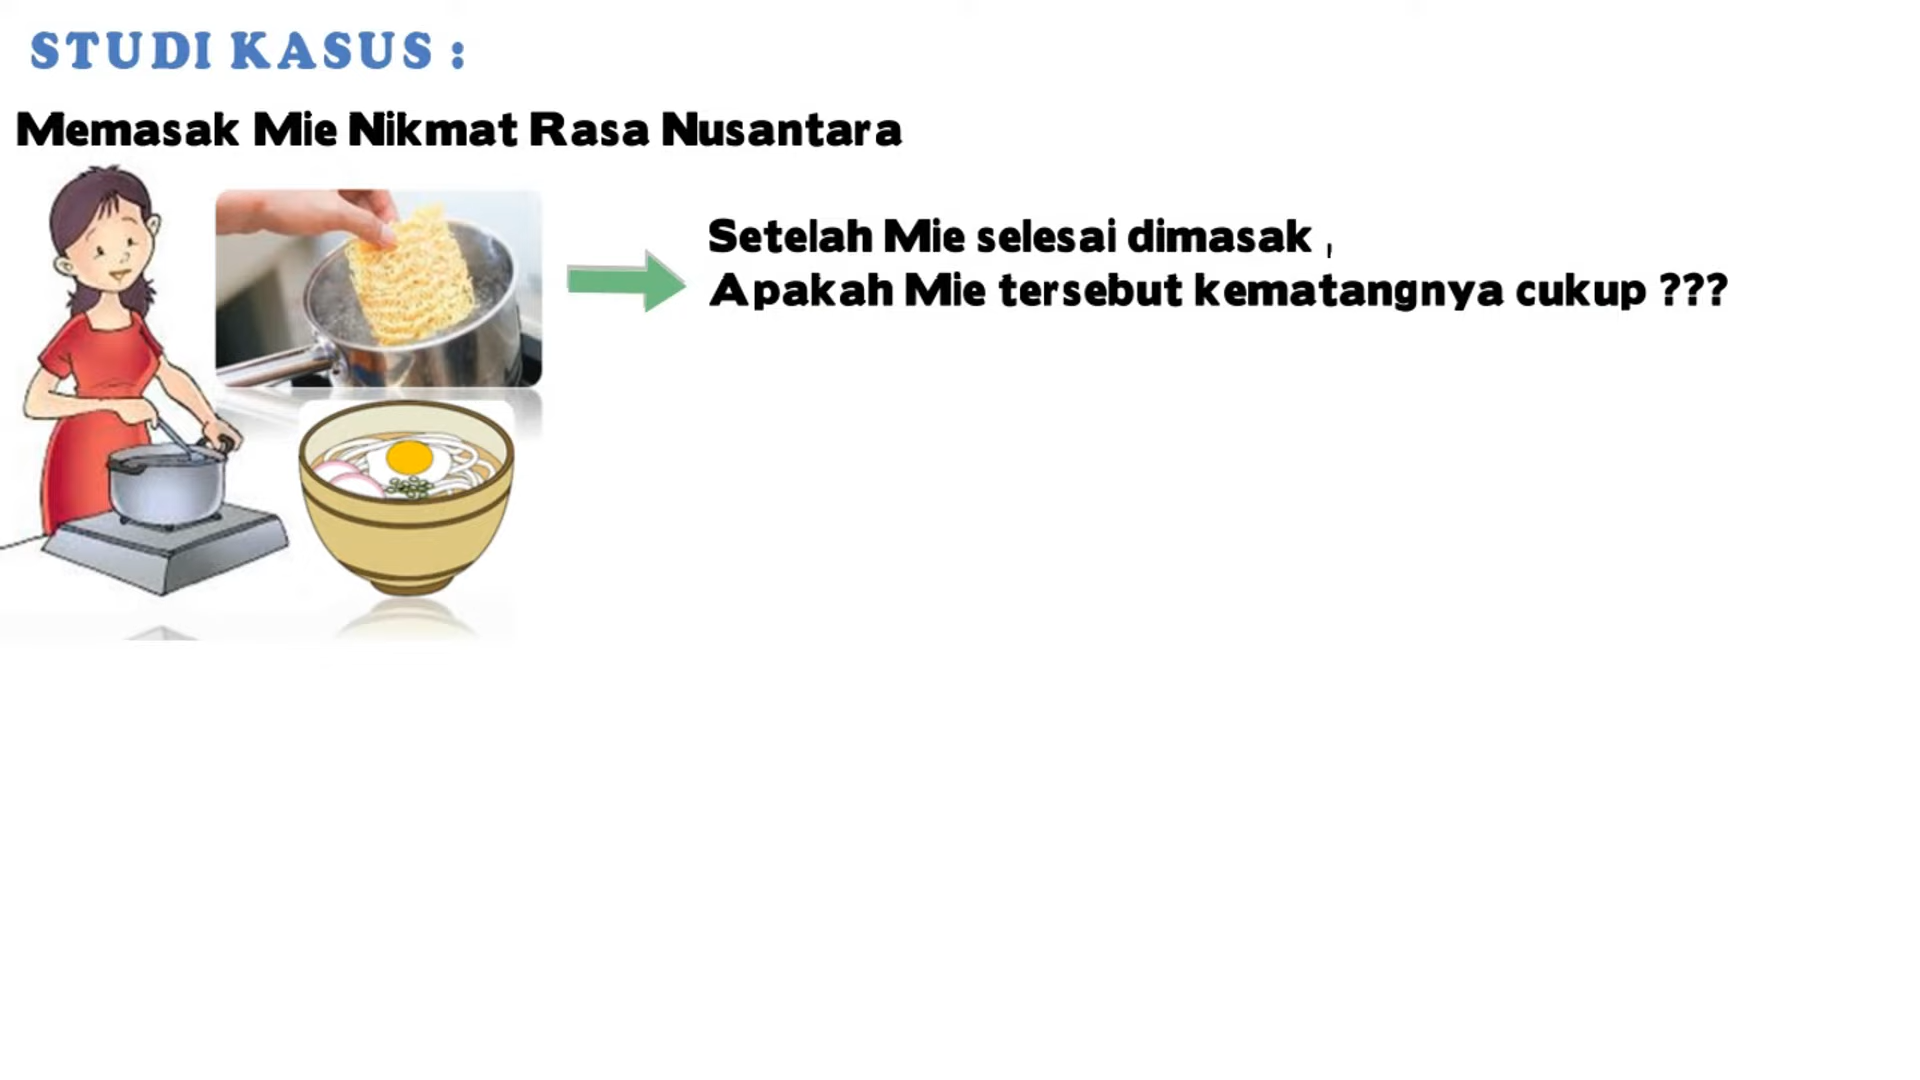 STUDI KASUS :
Memasak Mie Nikmat Rasa Nusantara
Setelah Mie selesai dimasak ,
Apakah Mie tersebut kematangnya cukup ???